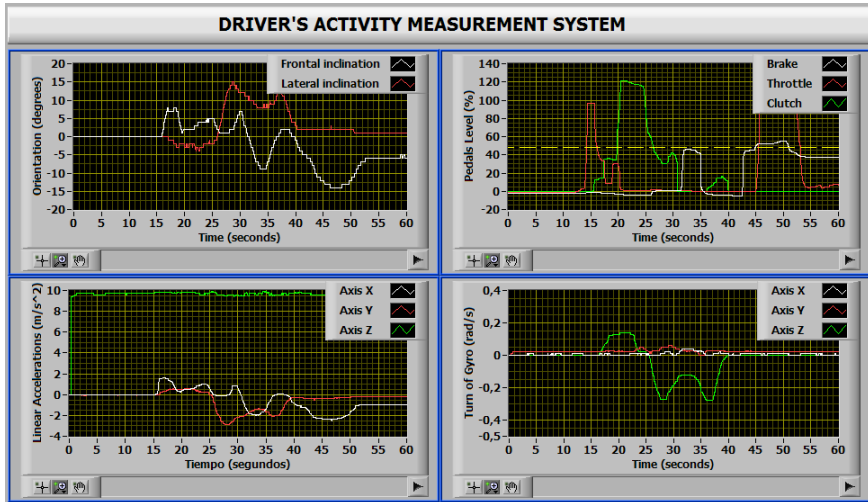 DRIVER'S ACTIVITY MEASUREMENT SYSTEM
Frontal inclination
Lateral inclination
Orientation (degrees)
20
15
10
5
0
-5
-10
-15
-20
0 5 10 15 20 25 30 35 40 45 50 55 60
Time (seconds)
Brake
Throttle
Clutch
Pedals Level (%)
140
120
100
80
60
40
20
0
-20
0 5 10 15 20 25 30 35 40 45 50 55 60
Time (seconds)
Axis X
Axis Y
Axis Z
Linear Accelerations (m/s^2)
10
8
6
4
2
0
-2
-4
0 5 10 15 20 25 30 35 40 45 50 55 60
Tiempo (segundos)
Axis X
Axis Y
Axis Z
Turn of Gyro (rad/s)
0,4
0,2
0
-0,2
-0,4
-0,5
0 5 10 15 20 25 30 35 40 45 50 55 60
Time (seconds)